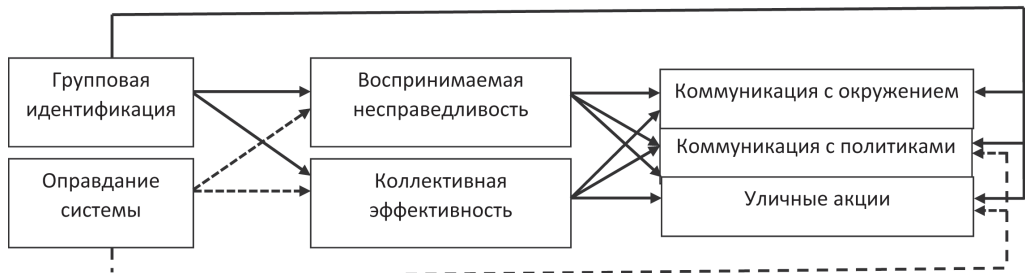 Групповая
идентификация
Воспринимаемая
несправедливость
Коммуникация с окружением
Коммуникация с политиками
Оправдание
системы
Коллективная
эффективность
Уличные акции